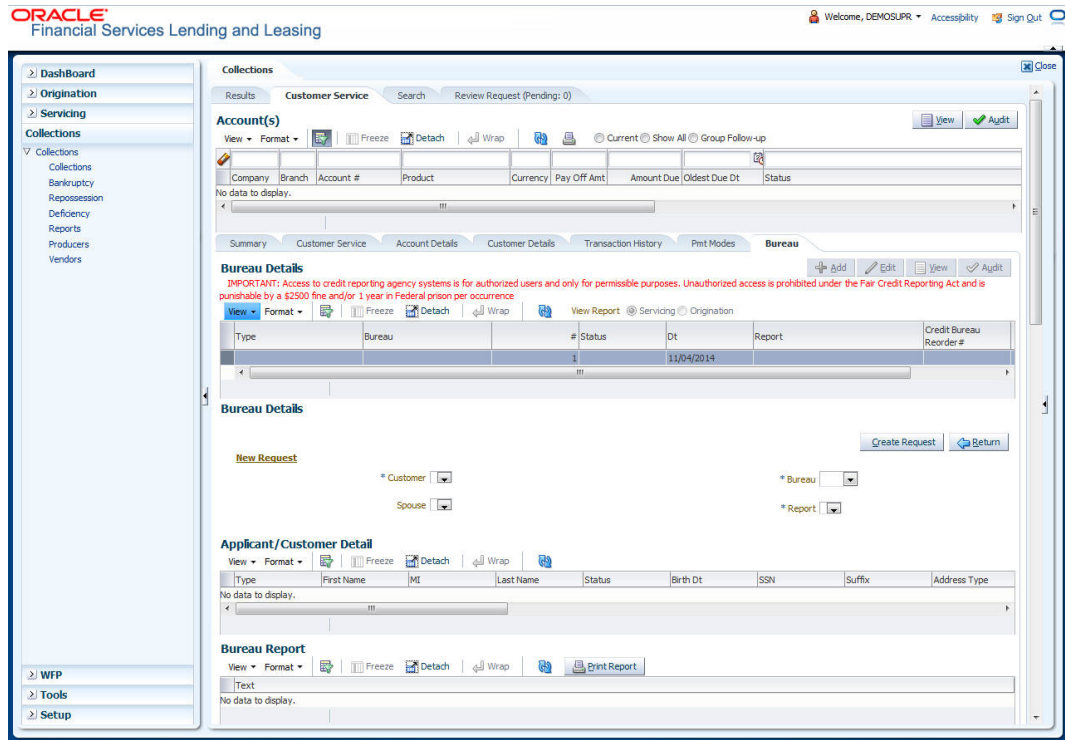 ORACLE
Financial Services Lending and Leasing
Welcome, DEMOSUPR Accessibility Sign Out
Close
DashBoard
Origination
Servicing
Collections
Collections
Collections
Bankruptcy
Repossession
Deficiency
Reports
Producers
Vendors
WFP
Tools
Setup
Collections
Results Customer Service Search Review Request (Pending: 0)
Account(s)
View Audit
View Format Freeze Detach Wrap Current Show All Group Follow-up
Company Branch Account # Product Currency Pay Off Amt Amount Due Oldest Due Dt Status
No data to display.
Summary Customer Service Account Details Customer Details Transaction History Pmt Modes Bureau
Bureau Details
Add Edit View Audit
IMPORTANT: Access to credit reporting agency systems is for authorized users and only for permissible purposes. Unauthorized access is prohibited under the Fair Credit Reporting Act and is
punishable by a $2500 fine and/or 1 year in Federal prison per occurrence
View Format Freeze Detach Wrap View Report Servicing Origination
Type Bureau # Status Dt Report Credit Bureau
Reorder#
1 11/04/2014
Bureau Details
Create Request Return
New Request
* Customer * Bureau
Spouse * Report
Applicant/Customer Detail
View Format Freeze Detach Wrap
Type First Name MI Last Name Status Birth Dt SSN Suffix Address Type
No data to display.
Bureau Report
View Format Freeze Detach Wrap Print Report
Text
No data to display.